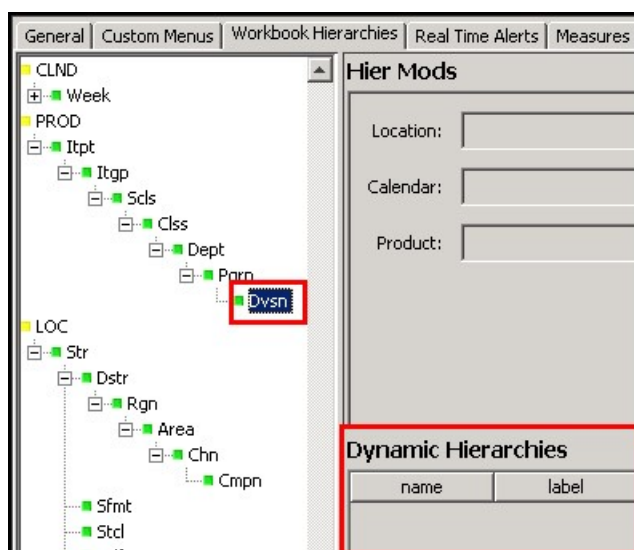 General Custom Menus Workbook Hierarchies Real Time Alerts Measures
CLND
Week
PROD
Itpt
Itgp
Scls
Clss
Dept
Pgrp
Dvsn
LOC
Str
Dstr
Rgn
Area
Chn
Cmpn
Sfmt
Stcl
Hier Mods
Location:
Calendar:
Product:
Dynamic Hierarchies
name label